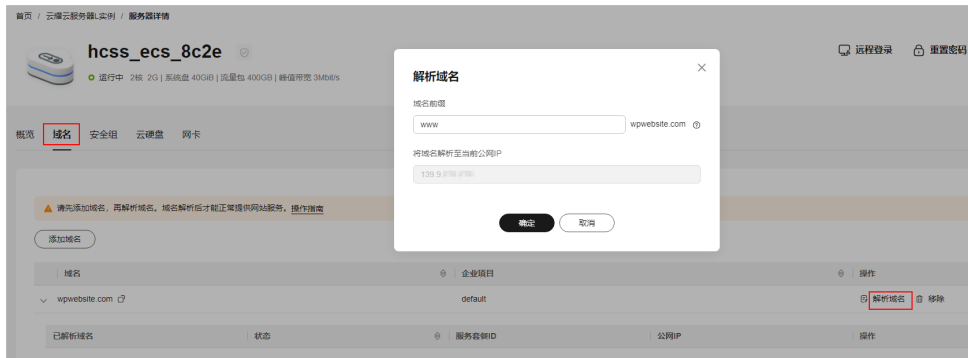 首页 / 云耀云服务器L实例 / 服务器详情
hcss_ecs_8c2e
运行中 2核 2G | 系统盘 40GiB | 流量包 400GB | 峰值带宽 3Mbit/s
远程登录 重置密码
概览 域名 安全组 云硬盘 网卡
解析域名
域名前缀
www wpwebsite.com
将域名解析至当前公网IP
139.9.
确定 取消
请先添加域名，再解析域名。域名解析后才能正常提供网站服务。操作指南
添加域名
域名 企业项目 操作
wpwebsite.com default 解析域名 移除
已解析域名 状态 服务套餐ID 公网IP 操作